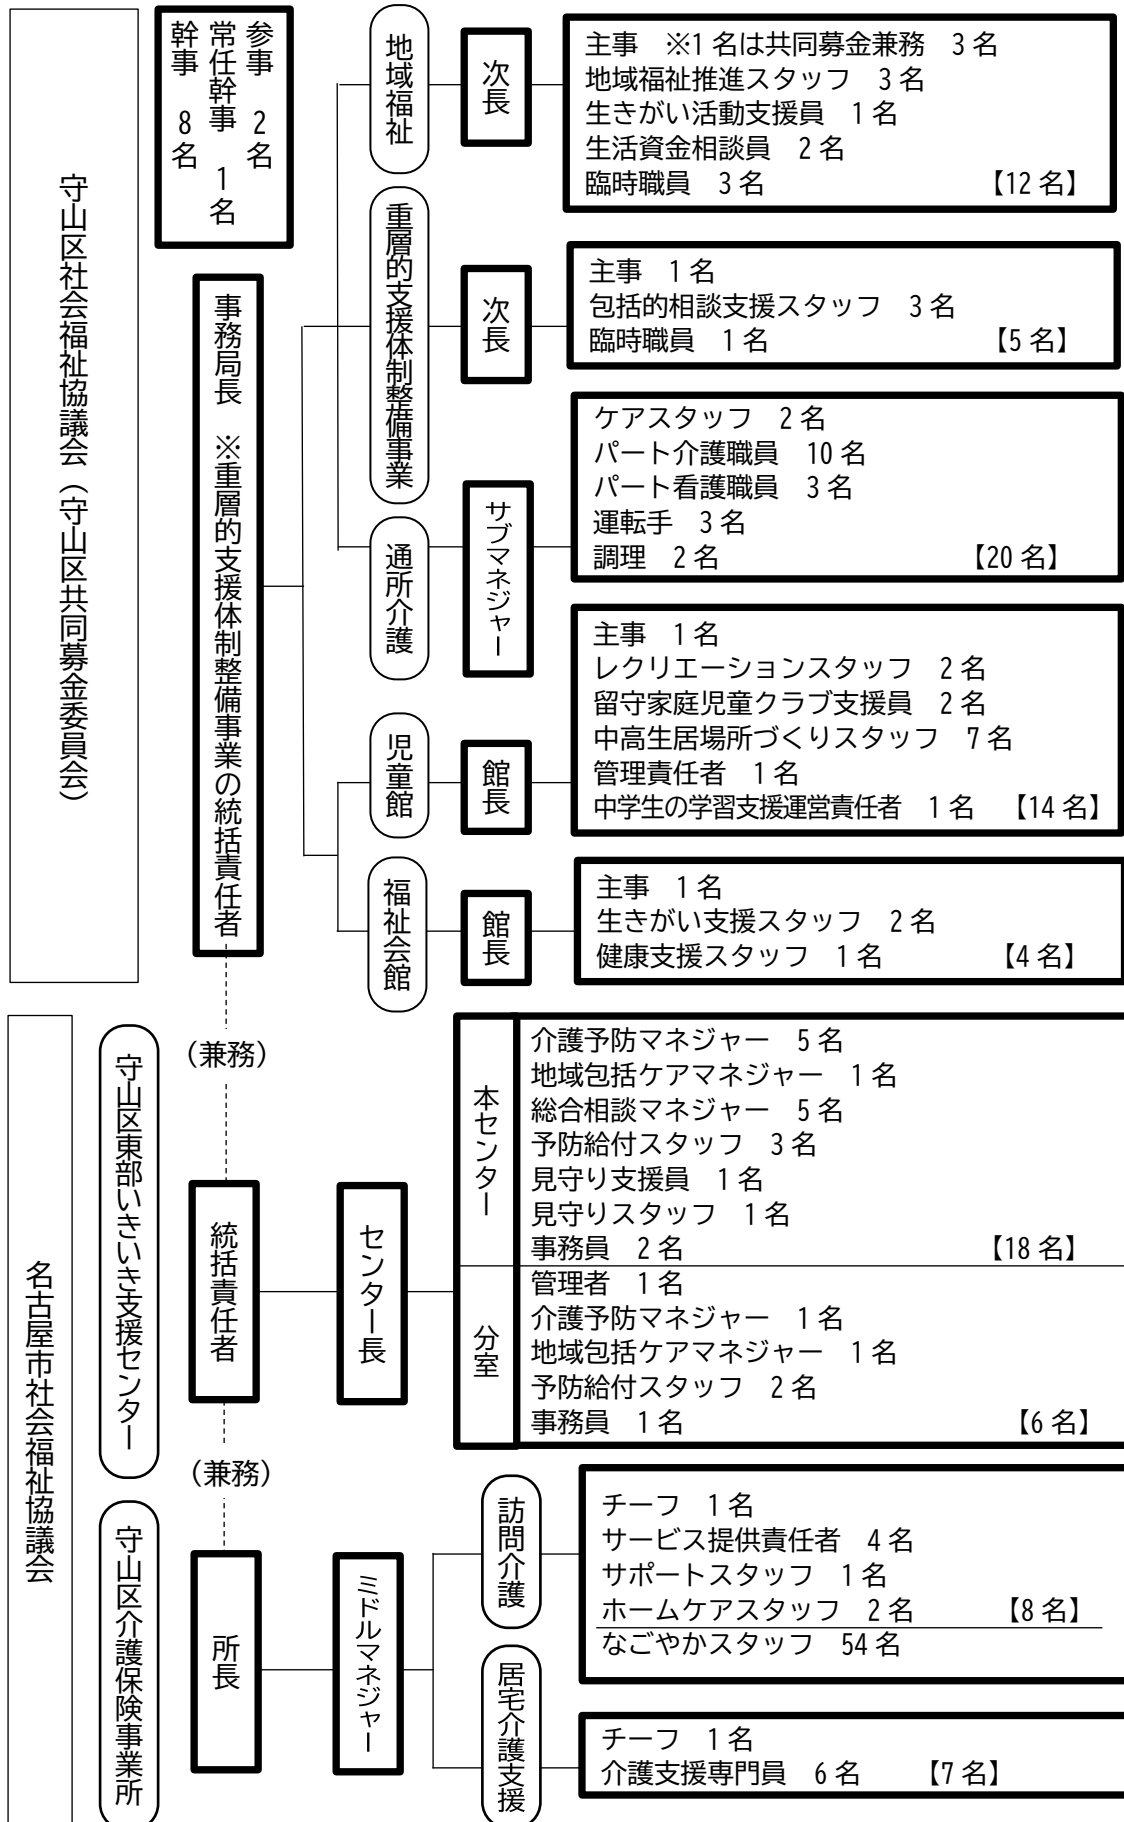 守山区社会福祉協議会（守山区共同募金委員会）
参事　2名
常任幹事　1名
幹事　8名
事務局長　※重層的支援体制整備事業の統括責任者
地域福祉
次長
主事　※1名は共同募金兼務　3名
地域福祉推進スタッフ　3名
生きがい活動支援員　1名
生活資金相談員　2名
臨時職員　3名　【12名】
重層的支援体制整備事業
次長
主事　1名
包括的相談支援スタッフ　3名
臨時職員　1名　【5名】
通所介護
サブマネジャー
ケアスタッフ　2名
パート介護職員　10名
パート看護職員　3名
運転手　3名
調理　2名　【20名】
児童館
館長
主事　1名
レクリエーションスタッフ　2名
留守家庭児童クラブ支援員　2名
中高生居場所づくりスタッフ　7名
管理責任者　1名
中学生の学習支援運営責任者　1名　【14名】
福祉会館
館長
主事　1名
生きがい支援スタッフ　2名
健康支援スタッフ　1名　【4名】
名古屋市社会福祉協議会
守山区東部いきいき支援センター
（兼務）
統括責任者
センター長
本センター
介護予防マネジャー　5名
地域包括ケアマネジャー　1名
総合相談マネジャー　5名
予防給付スタッフ　3名
見守り支援員　1名
見守りスタッフ　1名
事務員　2名　【18名】
分室
管理者　1名
介護予防マネジャー　1名
地域包括ケアマネジャー　1名
予防給付スタッフ　2名
事務員　1名　【6名】
（兼務）
守山区介護保険事業所
所長
ミドルマネジャー
訪問介護
チーフ　1名
サービス提供責任者　4名
サポートスタッフ　1名
ホームケアスタッフ　2名　【8名】
なごやかスタッフ　54名
居宅介護支援
チーフ　1名
介護支援専門員　6名　【7名】